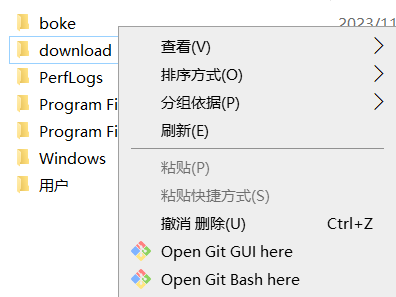 boke 2023/11
download 查看(V)
PerfLogs 排序方式(O)
Program Fi 分组依据(P)
Program Fi 刷新(E)
Windows 粘贴(P)
用户 粘贴快捷方式(S)
撤消 删除(U) Ctrl+Z
Open Git GUI here
Open Git Bash here